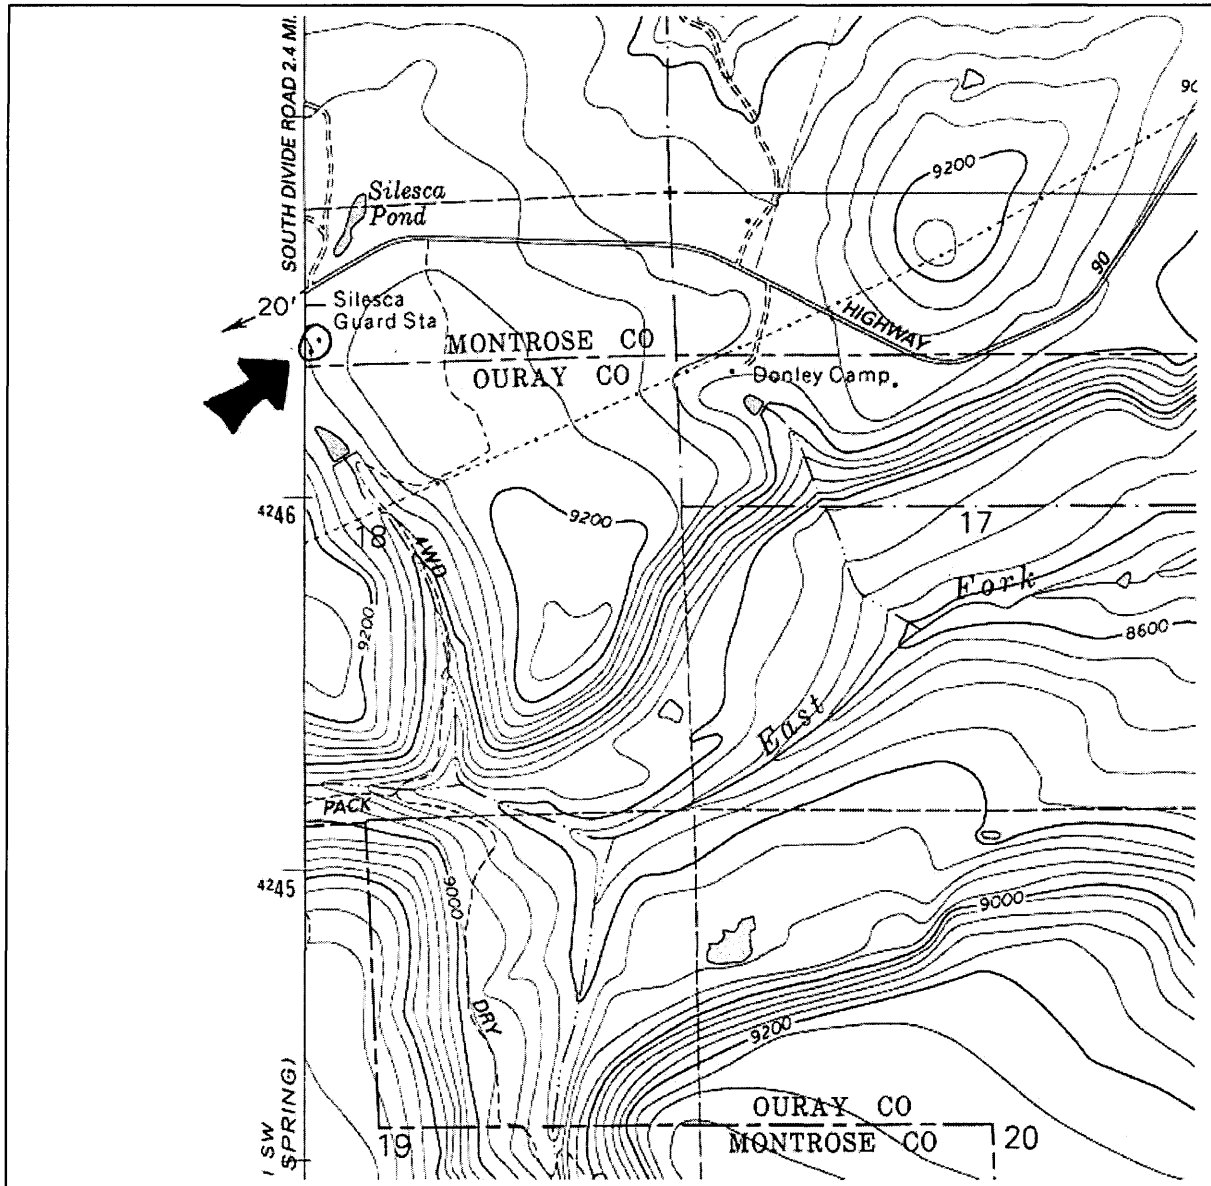 SOUTH DIVIDE ROAD 2.4 MI.
9200
Silesca
Pond
90
20'
Silesca
Guard Sta
HIGHWAY
MONTROSE CO
OURAY CO
Donley Camp
4246
9200
18
4WD
17
East Fork
9200
8600
PACK
4245
9000
9000
DRY
9200
OURAY CO
MONTROSE CO
19
20
1 SW
SPRING)